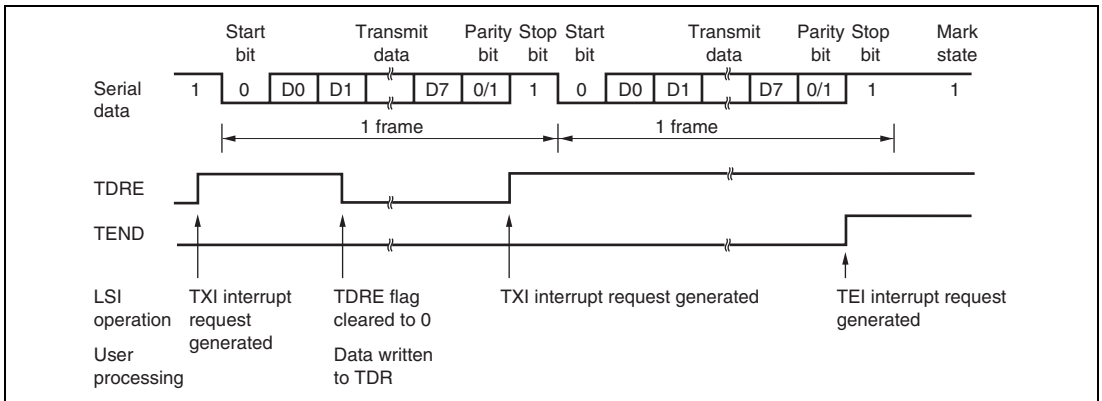 Start bit Transmit data Parity bit Stop bit Start bit Transmit data Parity bit Stop bit Mark state
Serial data 1 0 D0 D1 D7 0/1 1 0 D0 D1 D7 0/1 1 1
1 frame 1 frame
TDRE
TEND
LSI operation TXI interrupt request generated TDRE flag cleared to 0 TXI interrupt request generated TEI interrupt request generated
User processing Data written to TDR